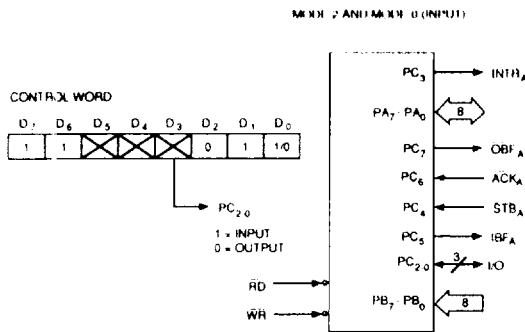 MODE 2 AND MODE 0 (INPUT)
CONTROL WORD
D7 D6 D5 D4 D3 D2 D1 D0
1 1 0 1 1/0
PC2-0
1 = INPUT
0 = OUTPUT
RD
WR
PC3 INTRA
PA7 - PA0 8
PC7 OBFA
PC6 ACKA
PC4 STBA
PC5 IBFA
PC2-0 3 I/O
PB7 - PB0 8